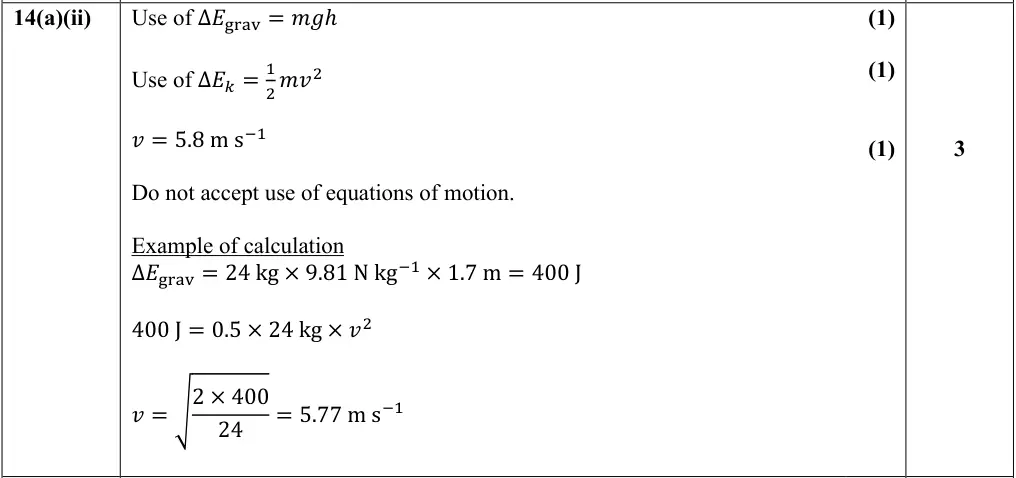 14(a)(ii) Use of ΔE_grav = mgh (1)
Use of ΔE_k = 1/2 mv² (1)
v = 5.8 m s⁻¹
(1) 3
Do not accept use of equations of motion.
Example of calculation
ΔE_grav = 24 kg × 9.81 N kg⁻¹ × 1.7 m = 400 J
400 J = 0.5 × 24 kg × v²
v = √(2 × 400 / 24) = 5.77 m s⁻¹